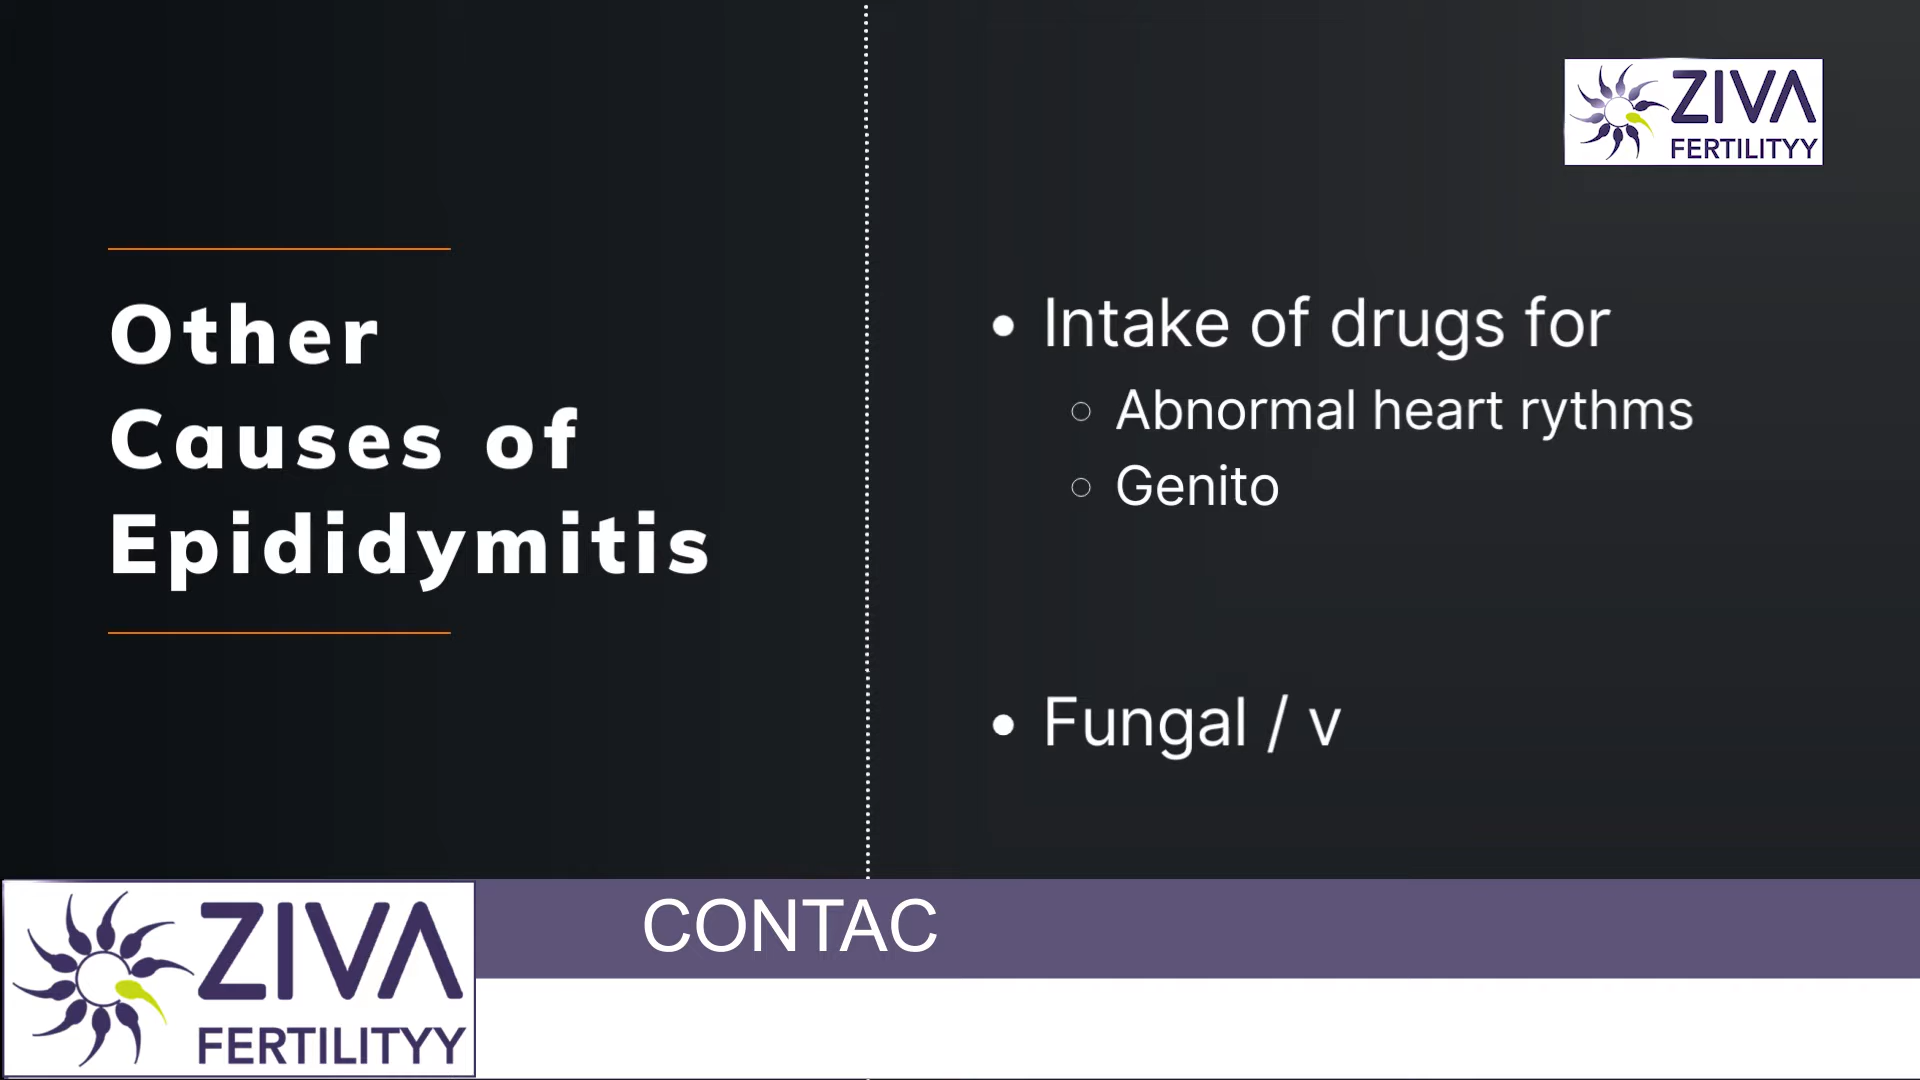 ZIVA
FERTILITYY
Other
Causes of
Epididymitis
• Intake of drugs for
○ Abnormal heart rythms
○ Genito
• Fungal / v
CONTAC
ZIVA
FERTILITYY